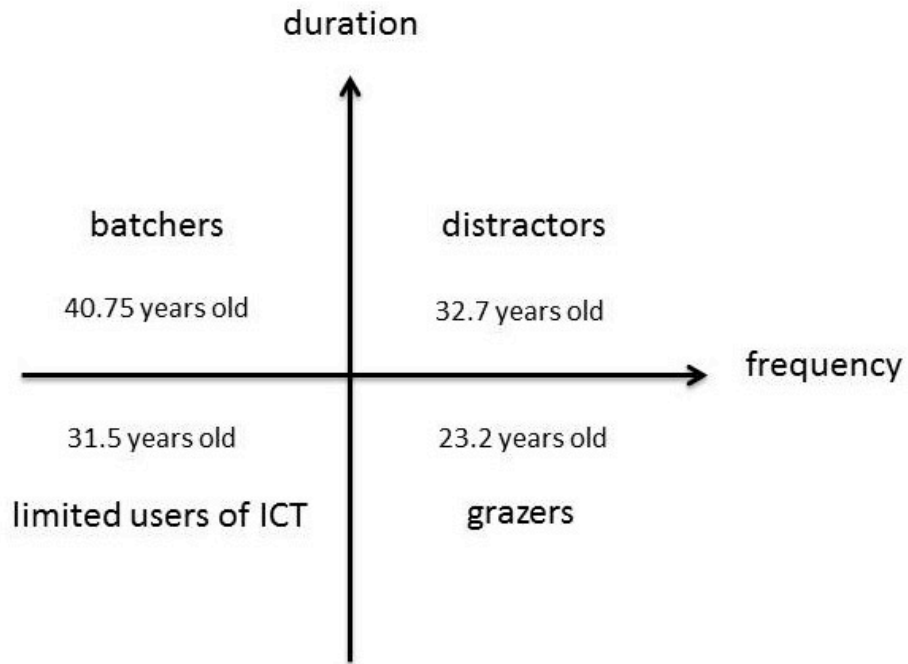 duration
batchers
distractors
40.75 years old
32.7 years old
frequency
31.5 years old
23.2 years old
limited users of ICT
grazers